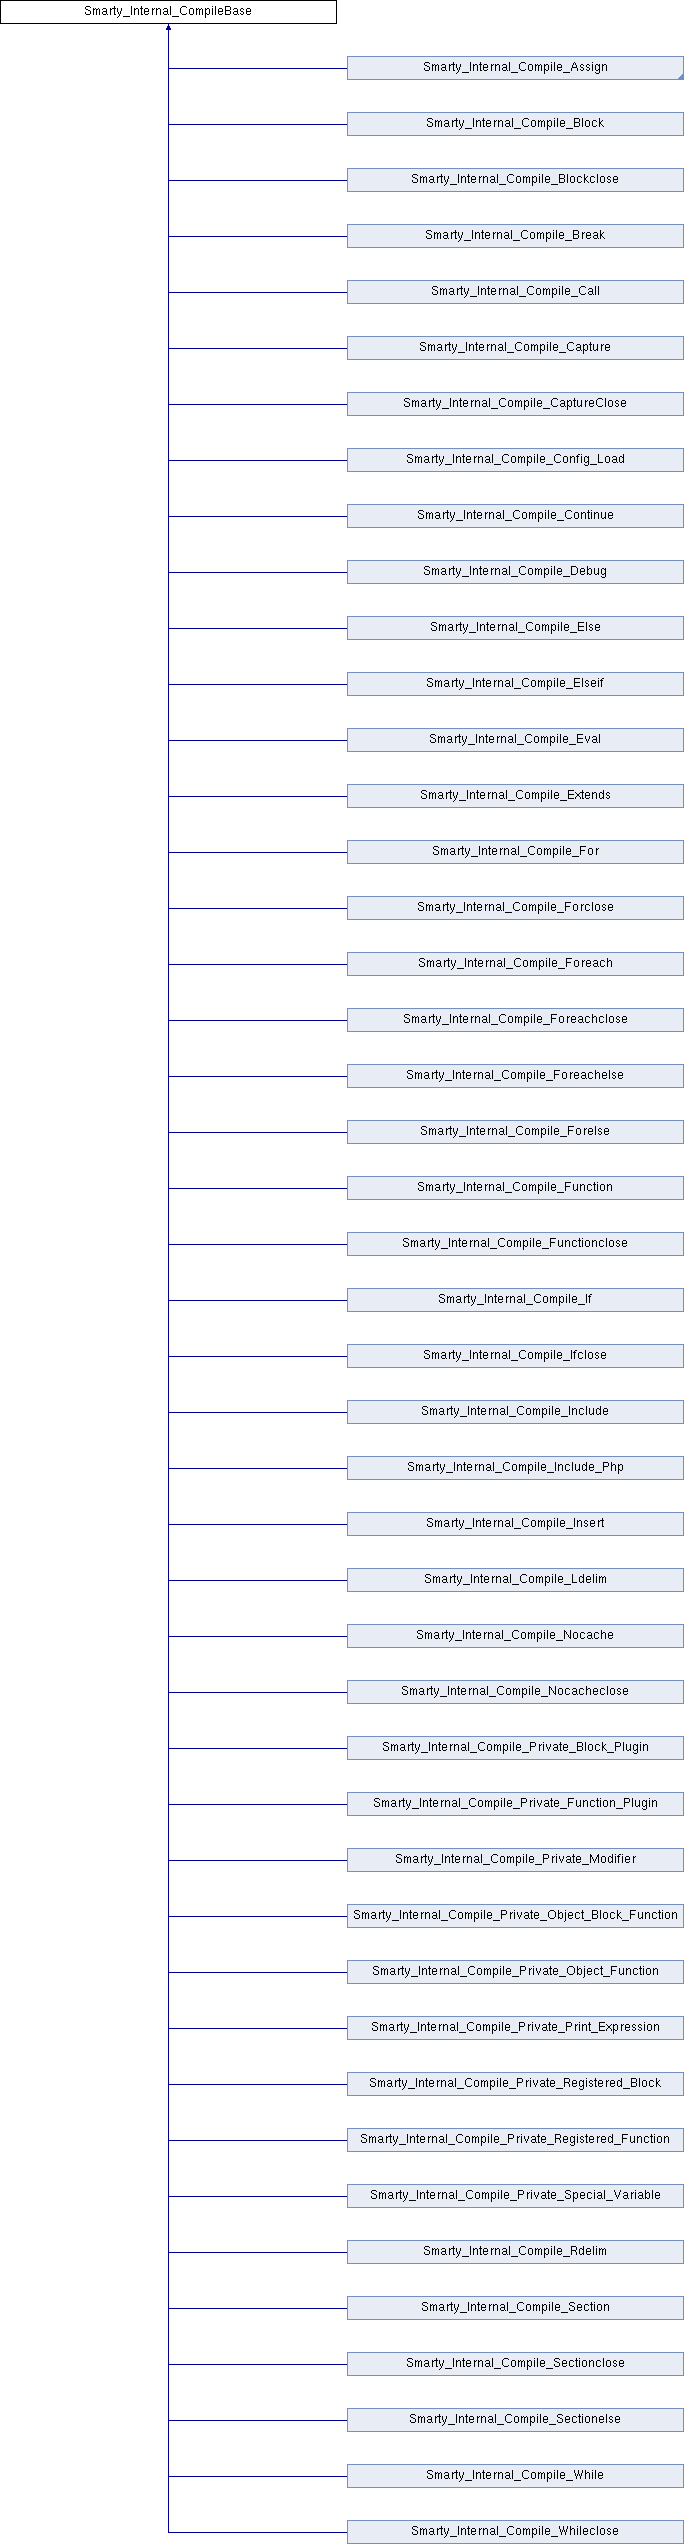 Smarty_Internal_CompileBase
Smarty_Internal_Compile_Assign
Smarty_Internal_Compile_Block
Smarty_Internal_Compile_Blockclose
Smarty_Internal_Compile_Break
Smarty_Internal_Compile_Call
Smarty_Internal_Compile_Capture
Smarty_Internal_Compile_CaptureClose
Smarty_Internal_Compile_Config_Load
Smarty_Internal_Compile_Continue
Smarty_Internal_Compile_Debug
Smarty_Internal_Compile_Else
Smarty_Internal_Compile_Elseif
Smarty_Internal_Compile_Eval
Smarty_Internal_Compile_Extends
Smarty_Internal_Compile_For
Smarty_Internal_Compile_Forclose
Smarty_Internal_Compile_Foreach
Smarty_Internal_Compile_Foreachclose
Smarty_Internal_Compile_Foreachelse
Smarty_Internal_Compile_Forelse
Smarty_Internal_Compile_Function
Smarty_Internal_Compile_Functionclose
Smarty_Internal_Compile_If
Smarty_Internal_Compile_Ifclose
Smarty_Internal_Compile_Include
Smarty_Internal_Compile_Include_Php
Smarty_Internal_Compile_Insert
Smarty_Internal_Compile_Ldelim
Smarty_Internal_Compile_Nocache
Smarty_Internal_Compile_Nocacheclose
Smarty_Internal_Compile_Private_Block_Plugin
Smarty_Internal_Compile_Private_Function_Plugin
Smarty_Internal_Compile_Private_Modifier
Smarty_Internal_Compile_Private_Object_Block_Function
Smarty_Internal_Compile_Private_Object_Function
Smarty_Internal_Compile_Private_Print_Expression
Smarty_Internal_Compile_Private_Registered_Block
Smarty_Internal_Compile_Private_Registered_Function
Smarty_Internal_Compile_Private_Special_Variable
Smarty_Internal_Compile_Rdelim
Smarty_Internal_Compile_Section
Smarty_Internal_Compile_Sectionclose
Smarty_Internal_Compile_Sectionelse
Smarty_Internal_Compile_While
Smarty_Internal_Compile_Whileclose